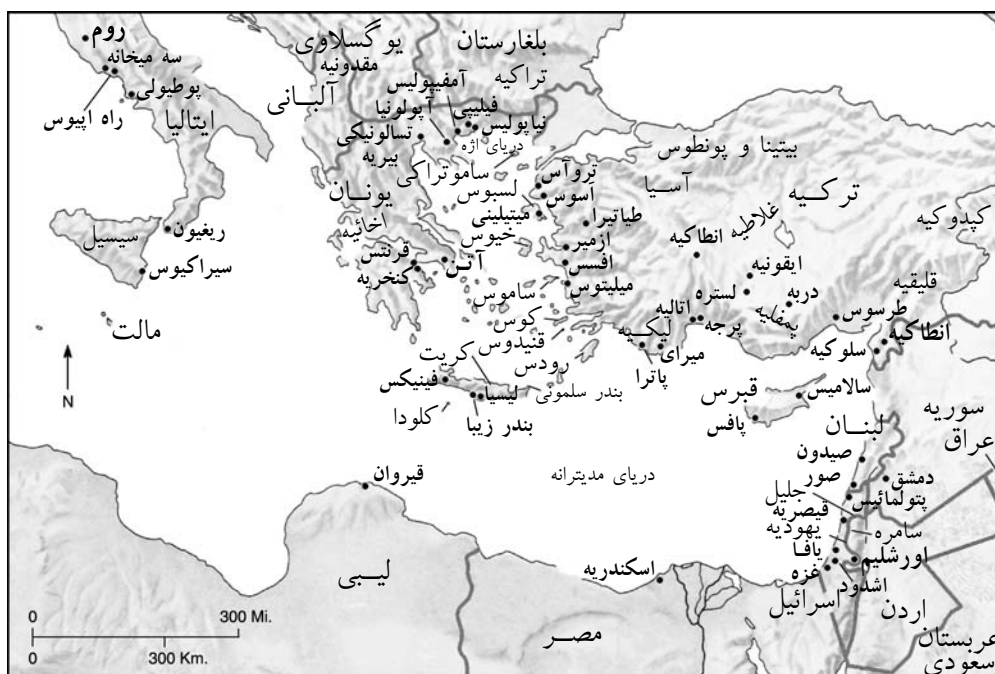 روم
سه میخانه
پوطیولی
راه اپیوس
ایتالیا
ریغیون
سیسیل
سیراکیوس
مالت
N
یوگسلاوی
مقدونیه
آلبانی
بلغارستان
تراکیه
آمفیپولیس
آپولونیا
فیلیپی
نیاپولیس
تسالونیکی
بیریه
دریای اژه
ساموتراکی
یونان
اخائیه
قرنتس
کنخریه
آتن
لسبوس
میتیلینی
خیوس
ساموس
کوس
قنیدوس
رودس
کریت
فینیکس
لیسیا
بندر سلمونی
کلودا
بندر زیبا
بیتینا و پونطوس
تروآس
آسوس
آسیا
ترکیه
طیاتیرا
غلاطیه
انطاکیه
ازمیر
افسس
میلیتوس
ایقونیه
لستره
دربه
اتالیه
پرجه
پمفلیه
لیکیه
میرای
پاترا
کپدوکیه
قلیقیه
طرسوس
انطاکیه
سلوکیه
قبرس
سالامیس
پافس
سوریه
عراق
لبنان
صیدون
صور
دمشق
پتولمائیس
جلیل
قیصریه
سامره
یهودیه
یافا
اورشلیم
غزه
اشدود
اسرائیل
اردن
عربستان
سعودی
دریای مدیترانه
قیروان
لیبی
اسکندریه
مصر
0 300 Mi.
0 300 Km.